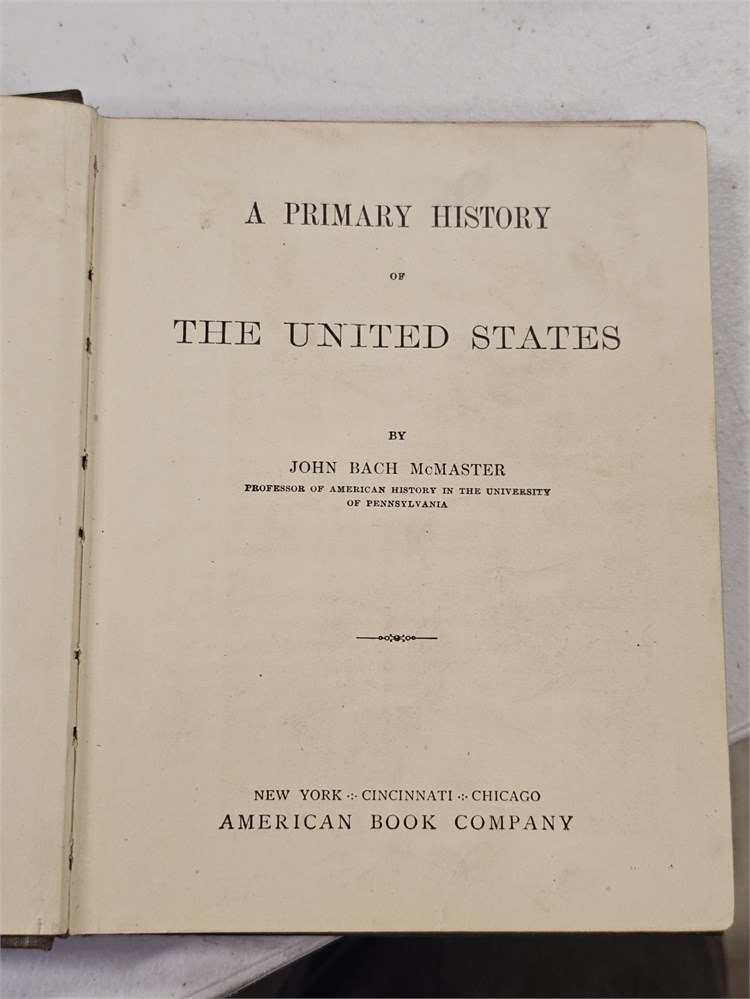 A PRIMARY HISTORY
OF
THE UNITED STATES
BY
JOHN BACH McMASTER
PROFESSOR OF AMERICAN HISTORY IN THE UNIVERSITY
OF PENNSYLVANIA
NEW YORK ·:· CINCINNATI ·:· CHICAGO
AMERICAN BOOK COMPANY